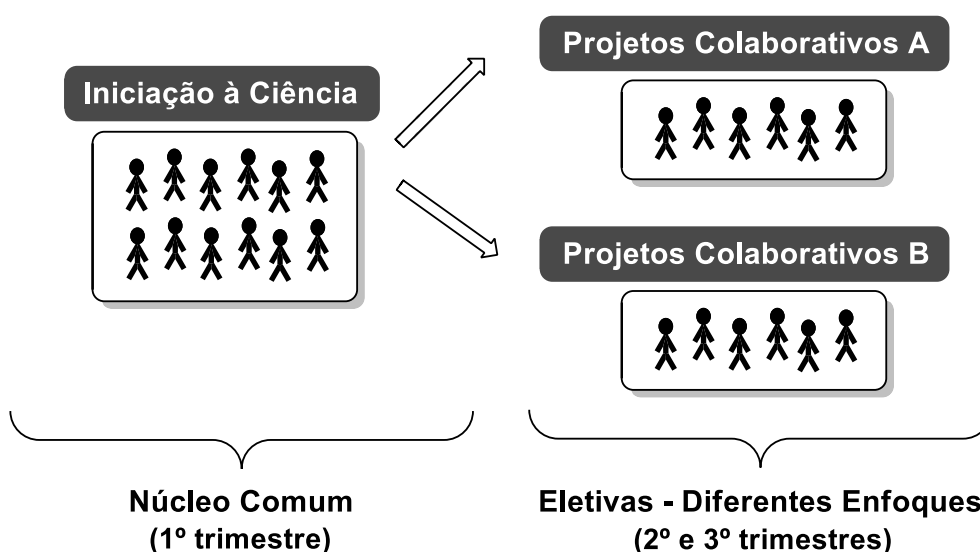 Iniciação à Ciência
Projetos Colaborativos A
Projetos Colaborativos B
Núcleo Comum
(1º trimestre)
Eletivas - Diferentes Enfoques
(2º e 3º trimestres)